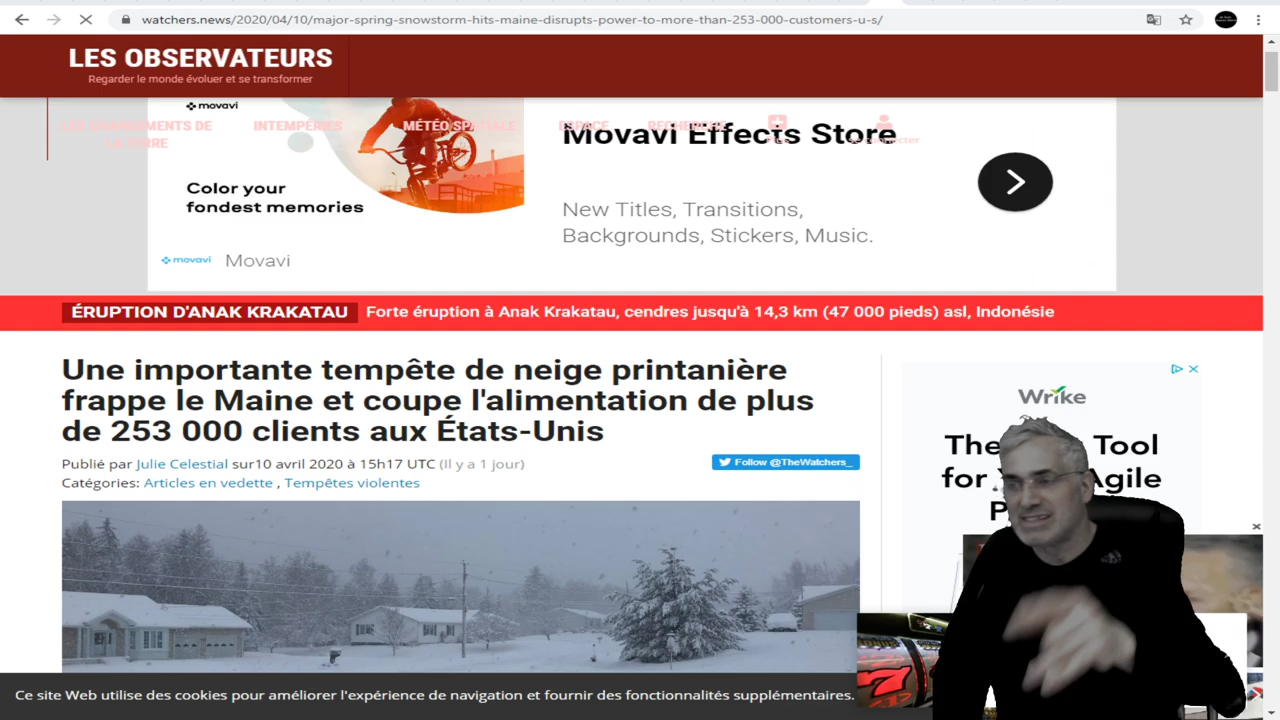 watchers.news/2020/04/10/major-spring-snowstorm-hits-maine-disrupts-power-to-more-than-253-000-customers-u-s/
LES OBSERVATEURS
Regarder le monde évoluer et se transformer
movavi
INTEMPÉRIES
MÉTÉO SPATIALE
ESPACE
RECHERCHE
Movavi Effects Store
Color your
fondest memories
New Titles, Transitions,
Backgrounds, Stickers, Music.
movavi Movavi
ÉRUPTION D'ANAK KRAKATAU Forte éruption à Anak Krakatau, cendres jusqu'à 14,3 km (47 000 pieds) asl, Indonésie
Une importante tempête de neige printanière
frappe le Maine et coupe l'alimentation de plus
de 253 000 clients aux États-Unis
Publié par Julie Celestial sur10 avril 2020 à 15h17 UTC (Il y a 1 jour)
Follow @TheWatchers_
Catégories: Articles en vedette , Tempêtes violentes
Wrike
Tool
Agile
7
Ce site Web utilise des cookies pour améliorer l'expérience de navigation et fournir des fonctionnalités supplémentaires.